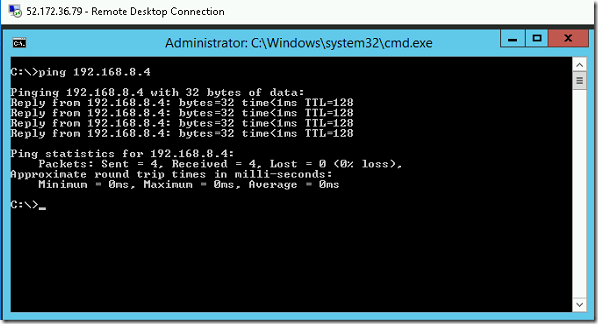 52.172.36.79 - Remote Desktop Connection
Administrator: C:\Windows\system32\cmd.exe
C:\>ping 192.168.8.4
Pinging 192.168.8.4 with 32 bytes of data:
Reply from 192.168.8.4: bytes=32 time<1ms TTL=128
Reply from 192.168.8.4: bytes=32 time<1ms TTL=128
Reply from 192.168.8.4: bytes=32 time<1ms TTL=128
Reply from 192.168.8.4: bytes=32 time<1ms TTL=128
Ping statistics for 192.168.8.4:
Packets: Sent = 4, Received = 4, Lost = 0 (0% loss),
Approximate round trip times in milli-seconds:
Minimum = 0ms, Maximum = 0ms, Average = 0ms
C:\>_